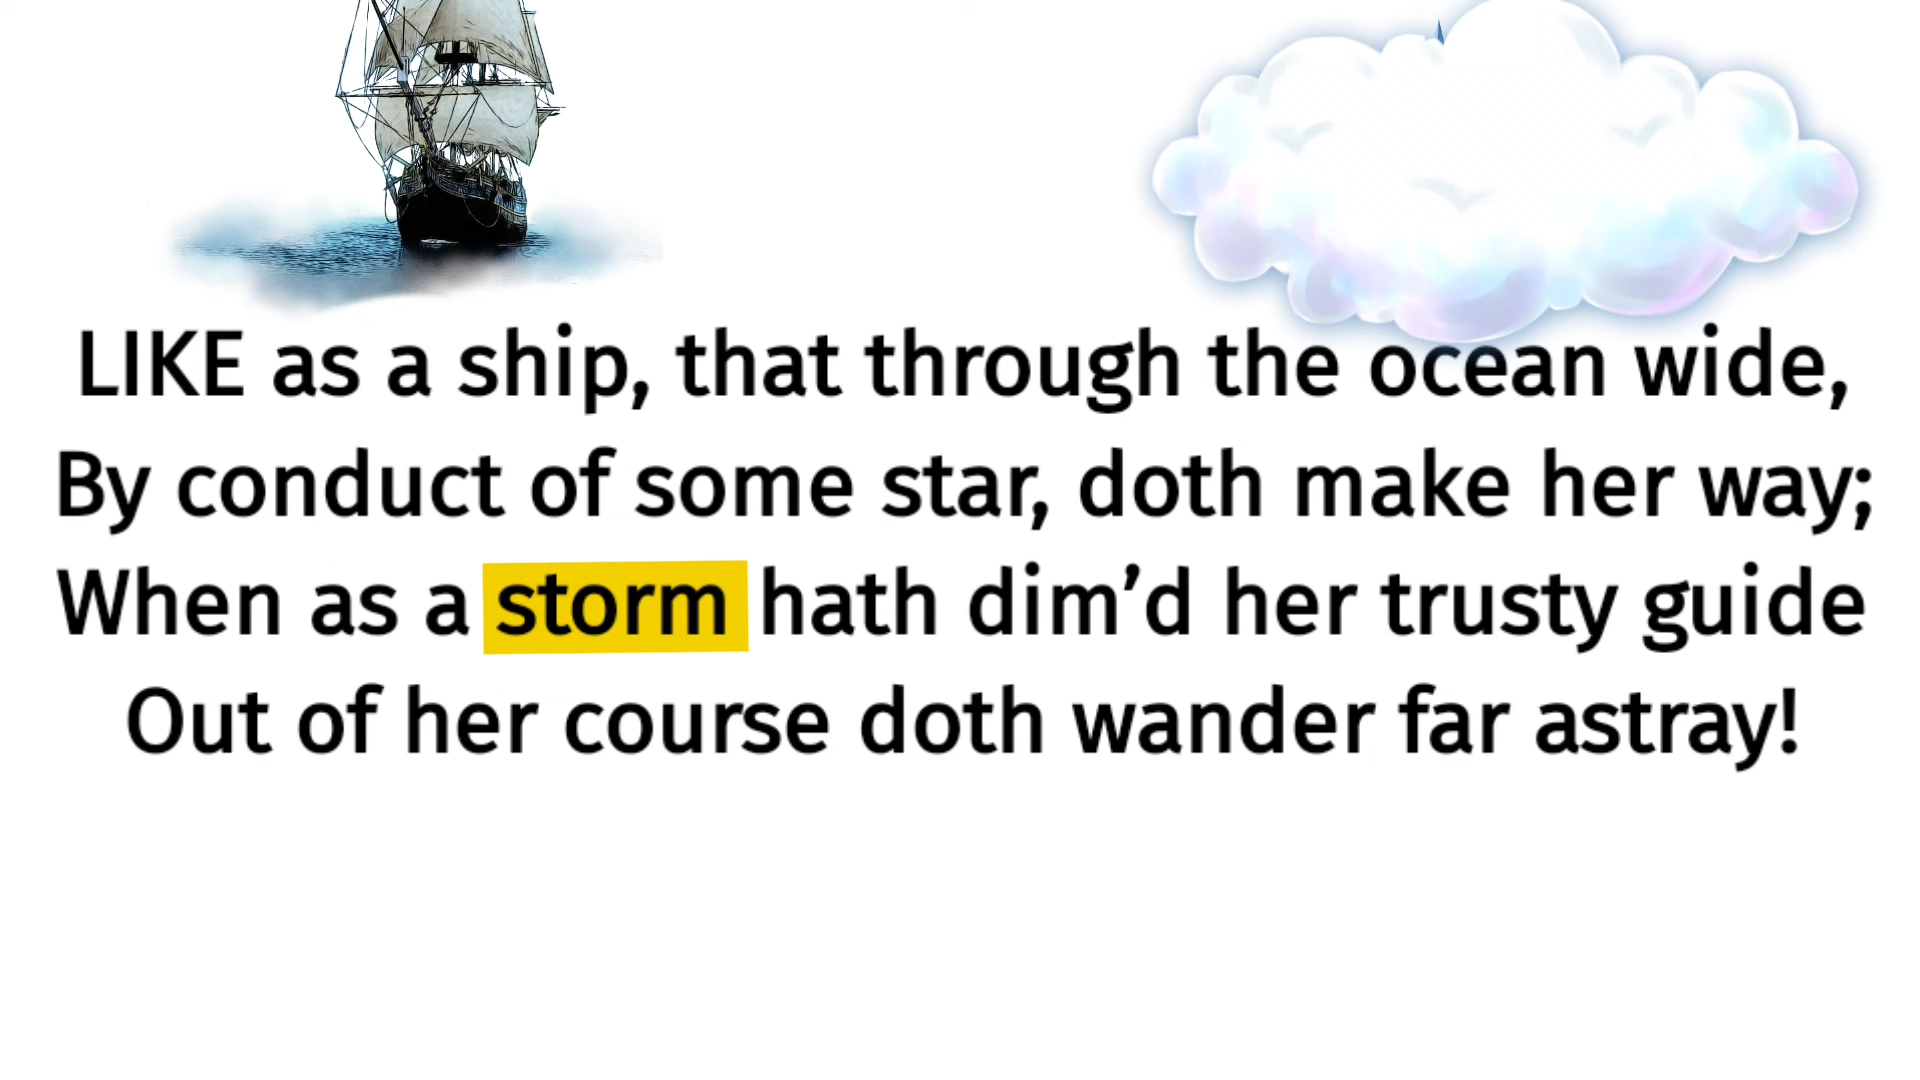 LIKE as a ship, that through the ocean wide,
By conduct of some star, doth make her way;
When as a storm hath dim’d her trusty guide
Out of her course doth wander far astray!